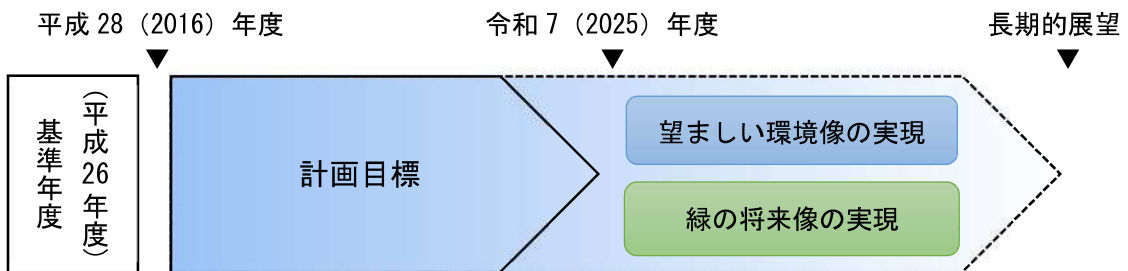 平成 28（2016）年度
令和 7（2025）年度
長期的展望
基準年度
（平成 26 年度）
計画目標
望ましい環境像の実現
緑の将来像の実現